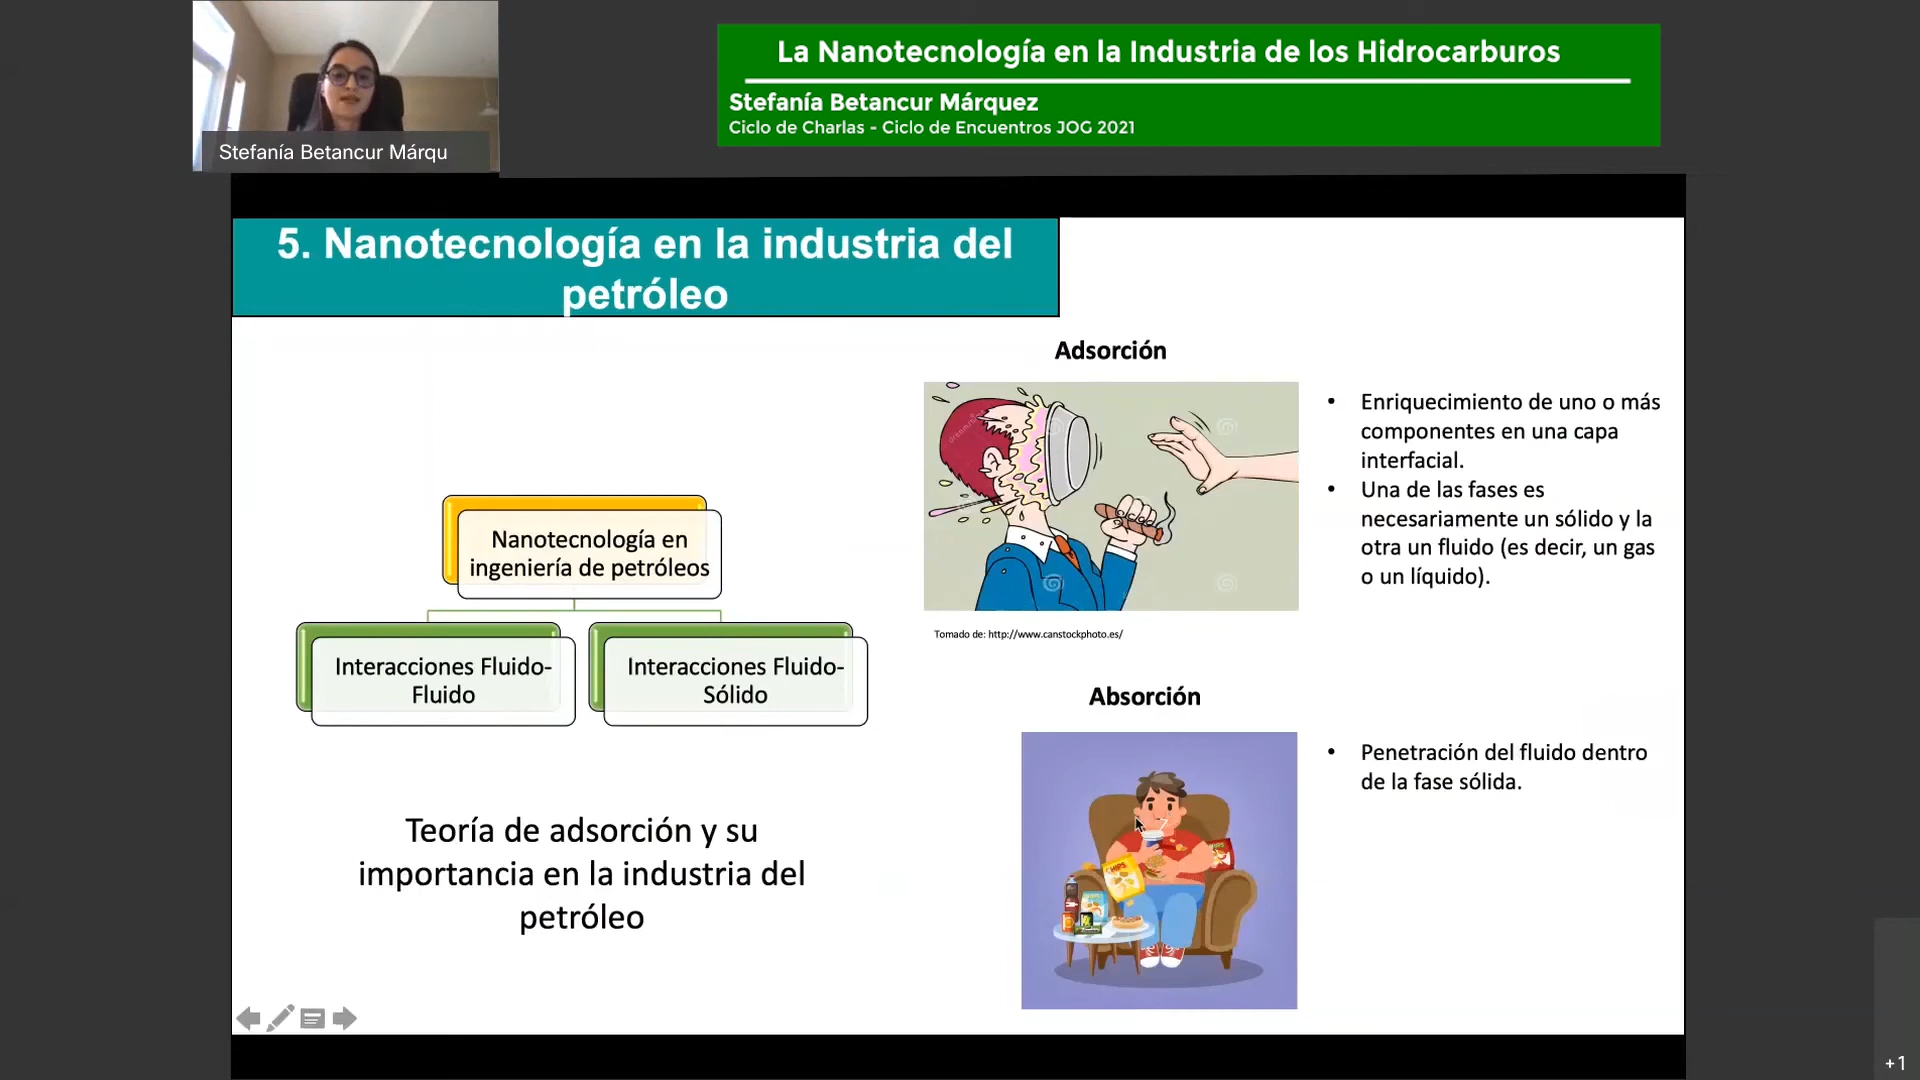 La Nanotecnología en la Industria de los Hidrocarburos
Stefanía Betancur Márquez
Ciclo de Charlas - Ciclo de Encuentros JOG 2021
Stefanía Betancur Márqu
5. Nanotecnología en la industria del
petróleo
Adsorción
Enriquecimiento de uno o más
componentes en una capa
interfacial.
Una de las fases es
necesariamente un sólido y la
otra un fluido (es decir, un gas
o un líquido).
Nanotecnología en
ingeniería de petróleos
Interacciones Fluido-
Fluido
Interacciones Fluido-
Sólido
Tomado de: http://www.canstockphoto.es/
Absorción
Penetración del fluido dentro
de la fase sólida.
CHIPS
Teoría de adsorción y su
importancia en la industria del
petróleo
+1